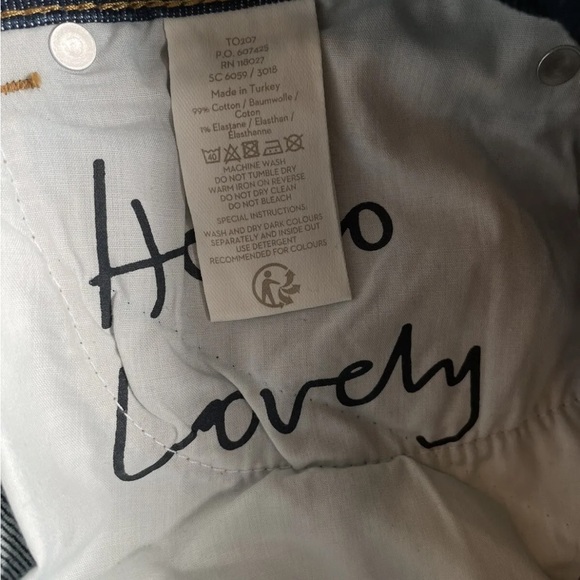 TO207
P.O. 607425
RN 118027
SC 6059 / 3018
Made in Turkey
99% Cotton / Baumwolle /
Coton
1% Elastane / Elasthan /
Élasthanne
40
MACHINE WASH
DO NOT TUMBLE DRY
WARM IRON ON REVERSE
DO NOT DRY CLEAN
DO NOT BLEACH
SPECIAL INSTRUCTIONS:
WASH AND DRY DARK COLOURS
SEPARATELY AND INSIDE OUT
USE DETERGENT
RECOMMENDED FOR COLOURS
Lovely